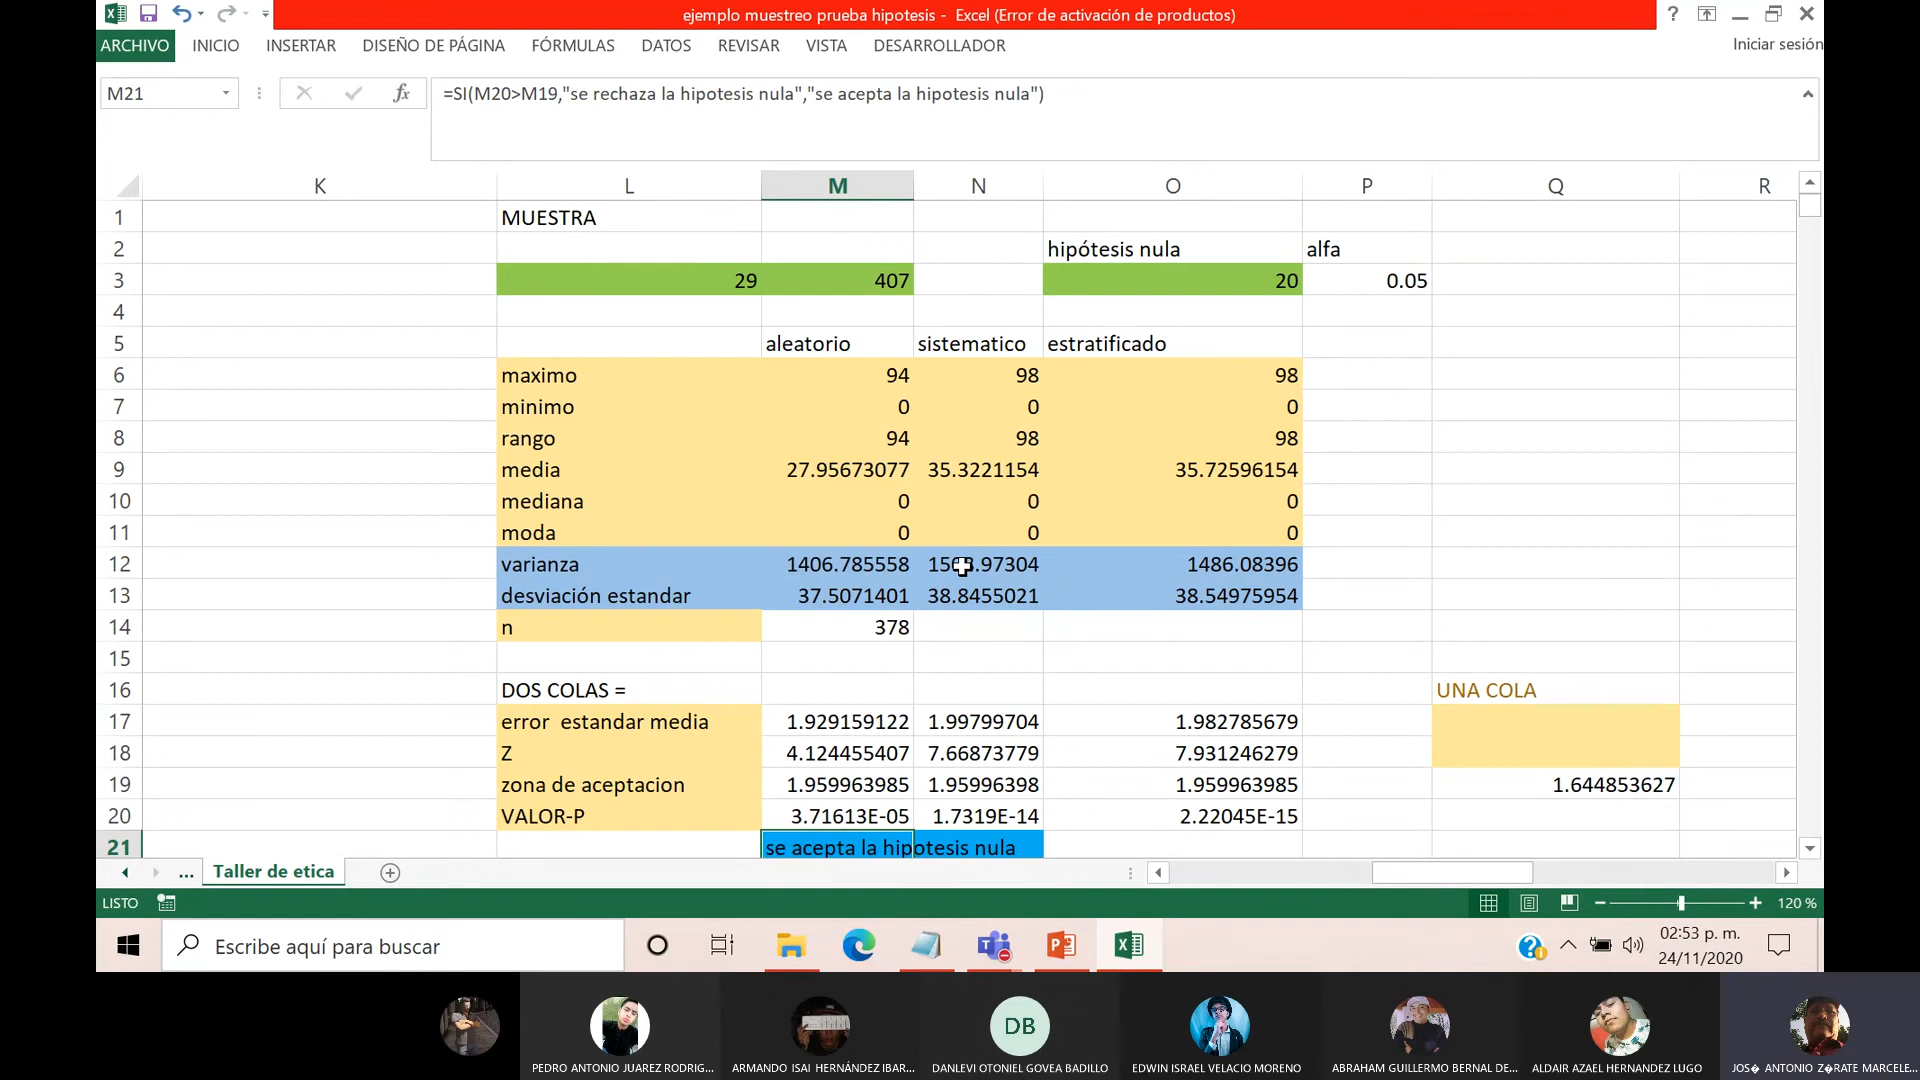 ejemplo muestreo prueba hipotesis - Excel (Error de activación de productos)
ARCHIVO INICIO INSERTAR DISEÑO DE PÁGINA FÓRMULAS DATOS REVISAR VISTA DESARROLLADOR Iniciar sesión
M21 fx =SI(M20>M19,"se rechaza la hipotesis nula","se acepta la hipotesis nula")
K L M N O P Q R
1 MUESTRA
2 hipótesis nula alfa
3 29 407 20 0.05
4
5 aleatorio sistematico estratificado
6 maximo 94 98 98
7 minimo 0 0 0
8 rango 94 98 98
9 media 27.95673077 35.3221154 35.72596154
10 mediana 0 0 0
11 moda 0 0 0
12 varianza 1406.785558 1486.08396
13 desviación estandar 37.5071401 38.8455021 38.54975954
14 n 378
15
16 DOS COLAS = UNA COLA
17 error estandar media 1.929159122 1.99799704 1.982785679
18 Z 4.124455407 7.66873779 7.931246279
19 zona de aceptacion 1.959963985 1.95996398 1.959963985 1.644853627
20 VALOR-P 3.71613E-05 1.7319E-14 2.22045E-15
21 se acepta la hipotesis nula
... Taller de etica
LISTO 120 %
Escribe aquí para buscar 02:53 p. m.
24/11/2020
DB
PEDRO ANTONIO JUAREZ RODRIG... ARMANDO ISAI HERNÁNDEZ IBAR... DANLEVI OTONIEL GOVEA BADILLO EDWIN ISRAEL VELACIO MORENO ABRAHAM GUILLERMO BERNAL DE... ALDAIR AZAEL HERNANDEZ LUGO JOS� ANTONIO Z�RATE MARCELE...